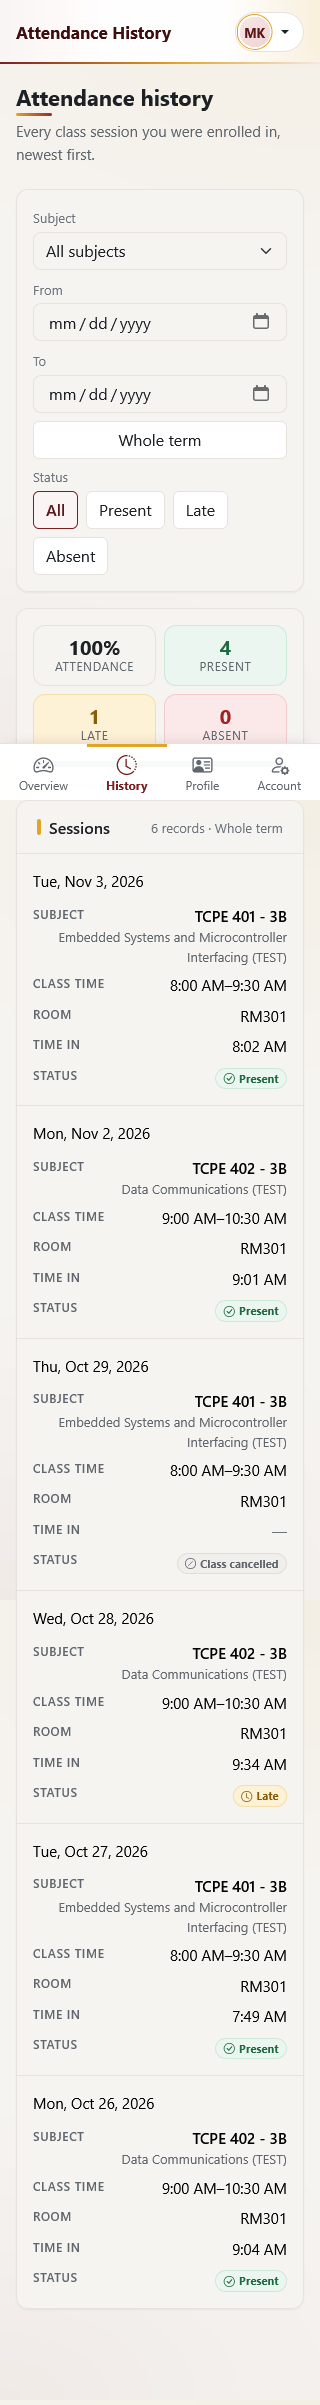 Attendance History
MK
Attendance history
Every class session you were enrolled in,
newest first.
Subject
All subjects
From
mm/dd/yyyy
To
mm/dd/yyyy
Whole term
Status
All
Present
Late
Absent
100%
ATTENDANCE
4
PRESENT
1
LATE
0
ABSENT
Overview
History
Profile
Account
Sessions
6 records · Whole term
Tue, Nov 3, 2026
SUBJECT
TCPE 401 - 3B
Embedded Systems and Microcontroller
Interfacing (TEST)
CLASS TIME
8:00 AM–9:30 AM
ROOM
RM301
TIME IN
8:02 AM
STATUS
Present
Mon, Nov 2, 2026
SUBJECT
TCPE 402 - 3B
Data Communications (TEST)
CLASS TIME
9:00 AM–10:30 AM
ROOM
RM301
TIME IN
9:01 AM
STATUS
Present
Thu, Oct 29, 2026
SUBJECT
TCPE 401 - 3B
Embedded Systems and Microcontroller
Interfacing (TEST)
CLASS TIME
8:00 AM–9:30 AM
ROOM
RM301
TIME IN
—
STATUS
Class cancelled
Wed, Oct 28, 2026
SUBJECT
TCPE 402 - 3B
Data Communications (TEST)
CLASS TIME
9:00 AM–10:30 AM
ROOM
RM301
TIME IN
9:34 AM
STATUS
Late
Tue, Oct 27, 2026
SUBJECT
TCPE 401 - 3B
Embedded Systems and Microcontroller
Interfacing (TEST)
CLASS TIME
8:00 AM–9:30 AM
ROOM
RM301
TIME IN
7:49 AM
STATUS
Present
Mon, Oct 26, 2026
SUBJECT
TCPE 402 - 3B
Data Communications (TEST)
CLASS TIME
9:00 AM–10:30 AM
ROOM
RM301
TIME IN
9:04 AM
STATUS
Present